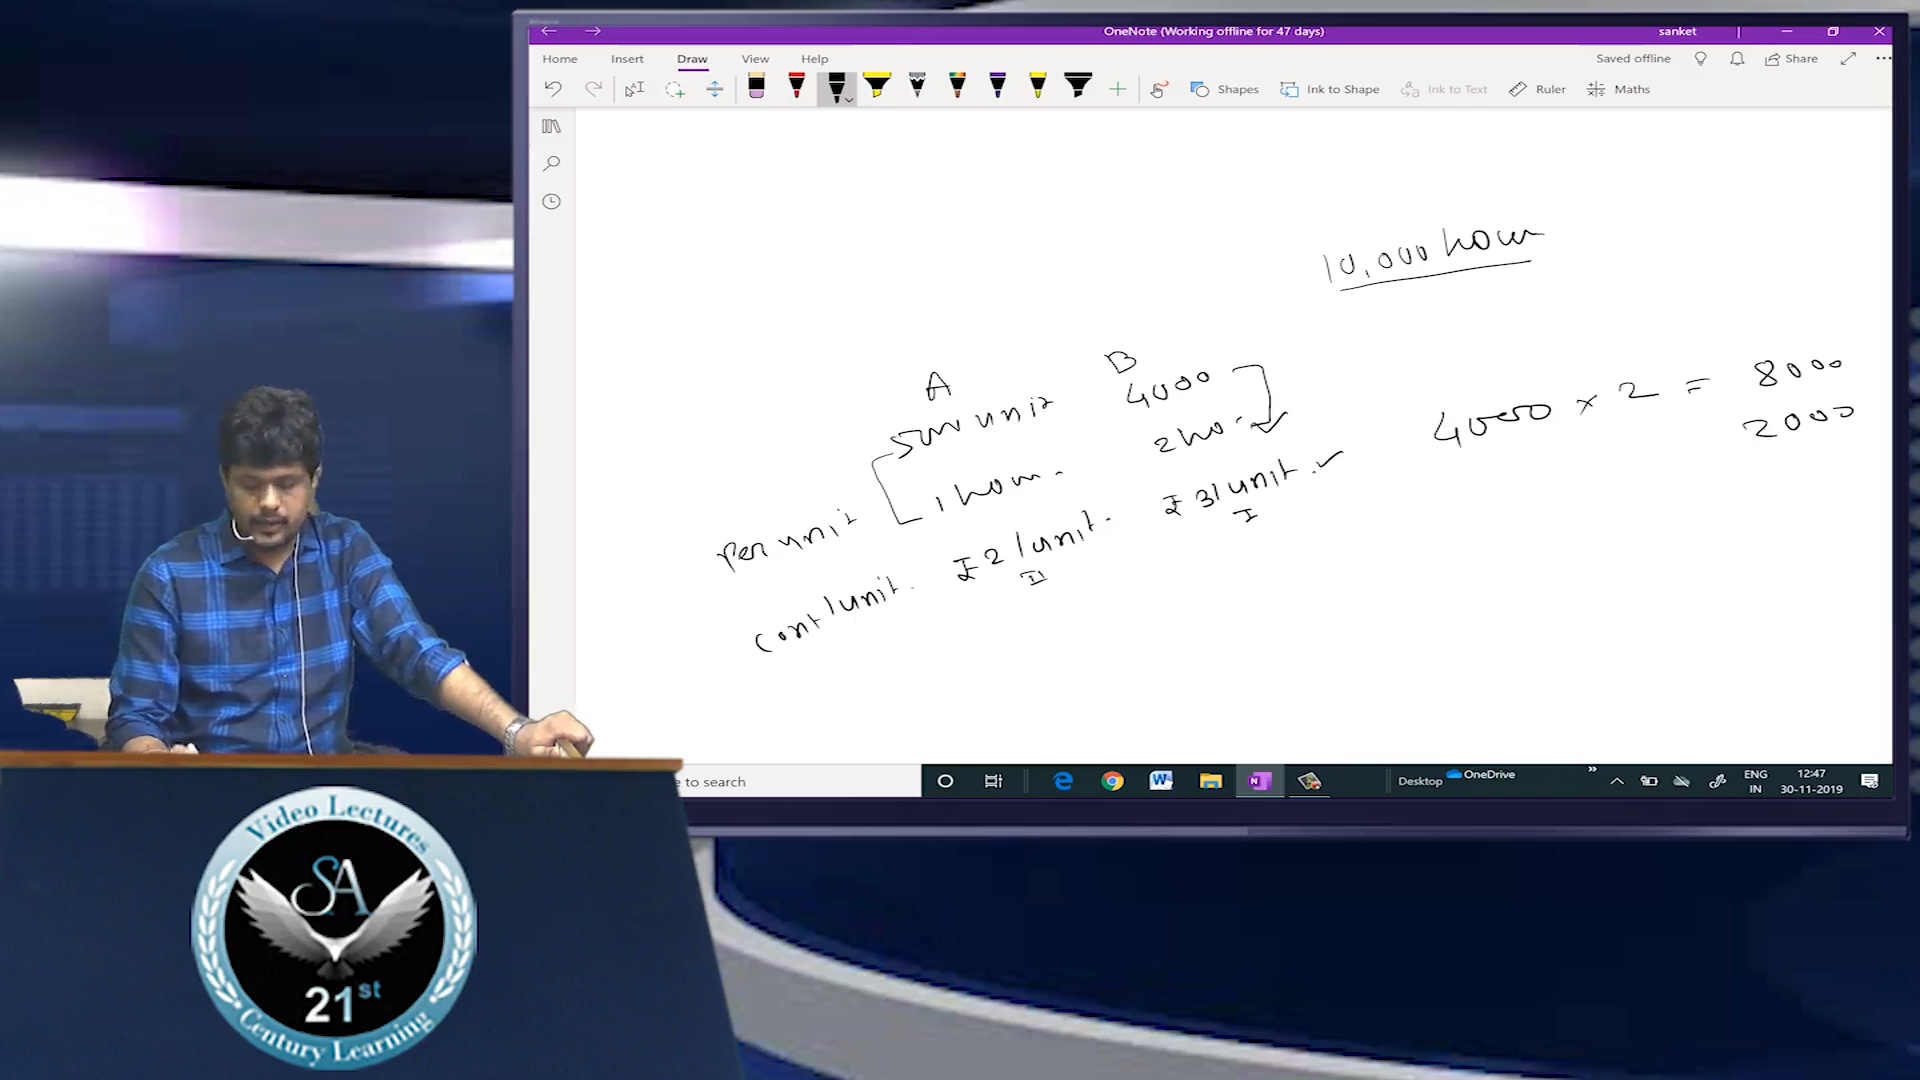 OneNote (Working offline for 47 days)
sanket
Home Insert Draw View Help
Saved offline
Share
Shapes
Ink to Shape
Ink to Text
Ruler
Maths
10,000 hour
A
B
5000 unit
4000
1 hour.
2 ho.
per unit
cont/unit.
₹2/unit.
₹3/unit.
II
I
4000 × 2 = 8000
2000
e to search
Desktop
OneDrive
ENG
IN
12:47
30-11-2019
Video Lectures
SA
21st
Century Learning